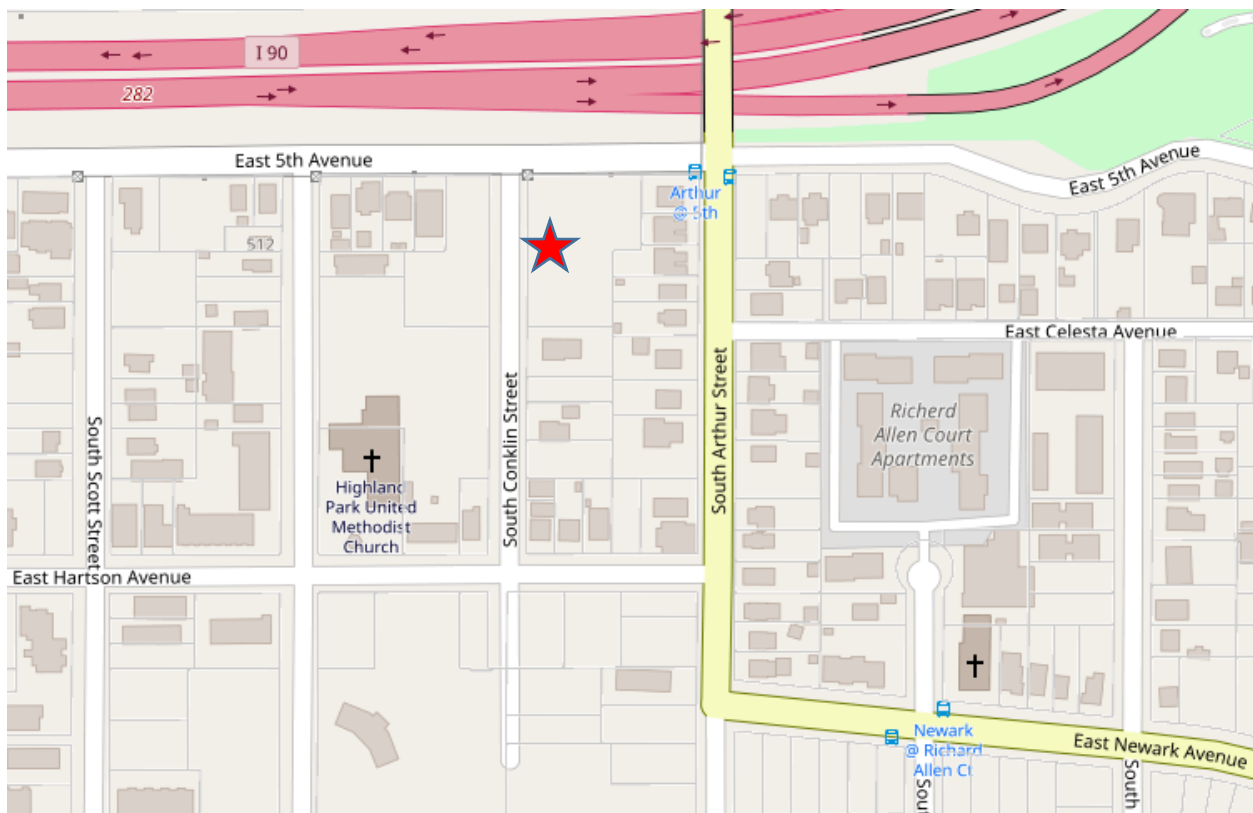 I 90
282
East 5th Avenue
East 5th Avenue
Arthur
@ 5th
512
East Celesta Avenue
South Arthur Street
South Conklin Street
South Scott Street
Richerd
Allen Court
Apartments
Highland
Park United
Methodist
Church
East Hartson Avenue
Newark
@ Richard
Allen Ct
East Newark Avenue
Sout
South